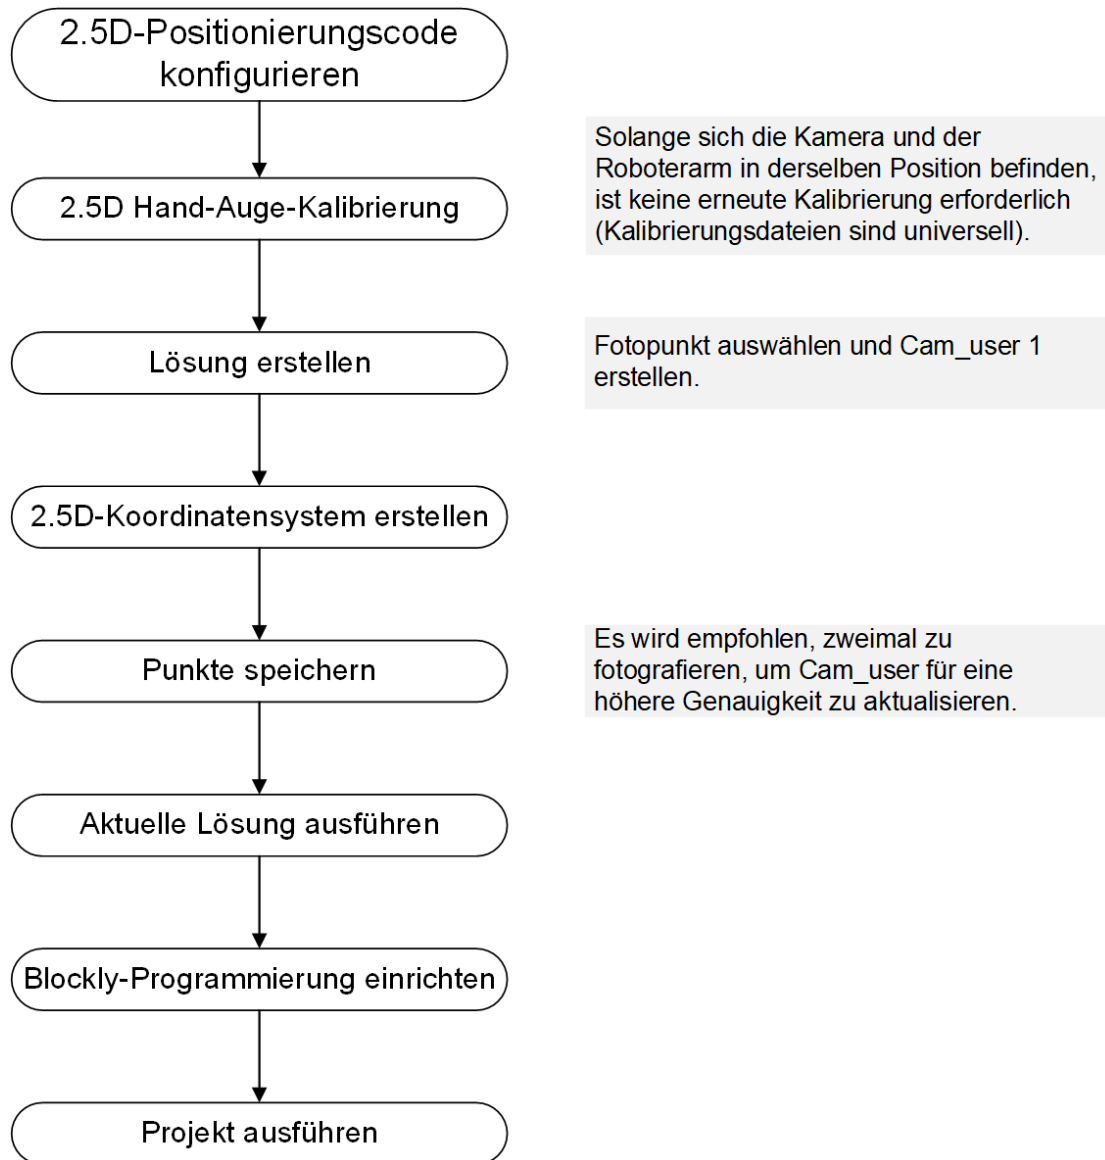 2.5D-Positionierungscode
konfigurieren
Solange sich die Kamera und der
Roboterarm in derselben Position befinden,
ist keine erneute Kalibrierung erforderlich
(Kalibrierungsdateien sind universell).
2.5D Hand-Auge-Kalibrierung
Lösung erstellen
Fotopunkt auswählen und Cam_user 1
erstellen.
2.5D-Koordinatensystem erstellen
Punkte speichern
Es wird empfohlen, zweimal zu
fotografieren, um Cam_user für eine
höhere Genauigkeit zu aktualisieren.
Aktuelle Lösung ausführen
Blockly-Programmierung einrichten
Projekt ausführen